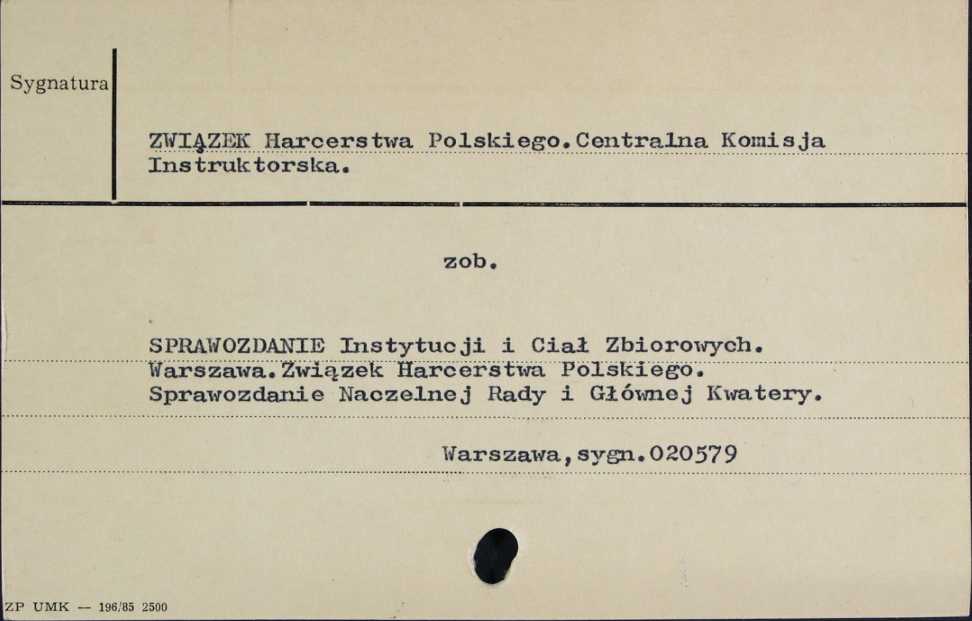 Sygnatura
ZWIĄZEK Harcerstwa Polskiego.Centralna Komisja
Instruktorska.
zob.
SPRAWOZDANIE Instytucji i Ciał Zbiorowych.
Warszawa.Związek Harcerstwa Polskiego.
Sprawozdanie Naczelnej Rady i Głównej Kwatery.
Warszawa,sygn.020579
ZP UMK — 196/85 2500